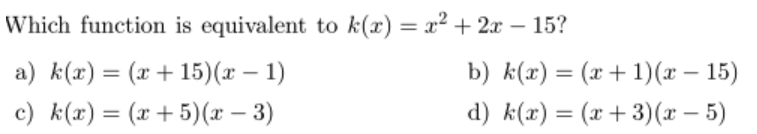 Which function is equivalent to k(x) = x² + 2x − 15?
a) k(x) = (x + 15)(x − 1) b) k(x) = (x + 1)(x − 15)
c) k(x) = (x + 5)(x − 3) d) k(x) = (x + 3)(x − 5)